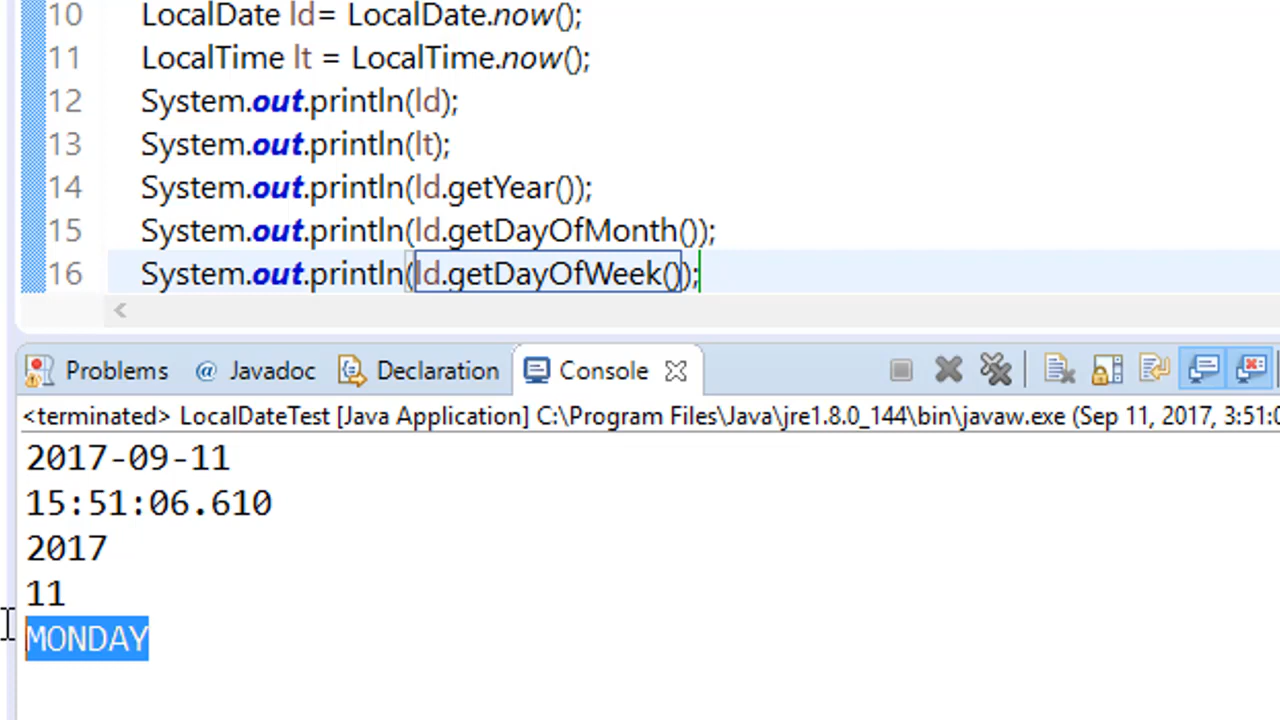 10 LocalDate ld= LocalDate.now();
11 LocalTime lt = LocalTime.now();
12 System.out.println(ld);
13 System.out.println(lt);
14 System.out.println(ld.getYear());
15 System.out.println(ld.getDayOfMonth());
16 System.out.println(ld.getDayOfWeek());
Problems @ Javadoc Declaration Console
<terminated> LocalDateTest [Java Application] C:\Program Files\Java\jre1.8.0_144\bin\javaw.exe (Sep 11, 2017, 3:51:0
2017-09-11
15:51:06.610
2017
11
MONDAY